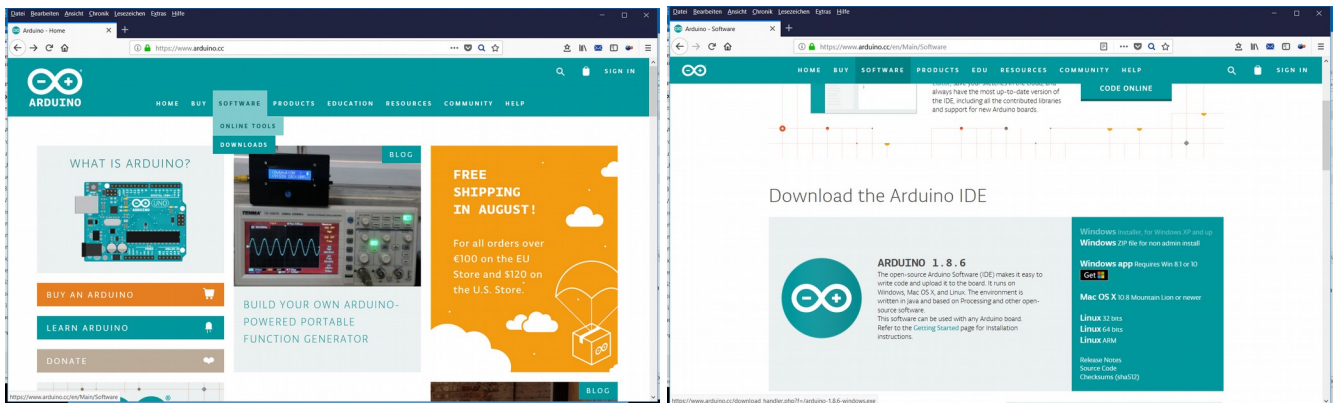 Datei Bearbeiten Ansicht Chronik Lesezeichen Extras Hilfe
Arduino - Home
https://www.arduino.cc
SIGN IN
ARDUINO
HOME BUY SOFTWARE PRODUCTS EDUCATION RESOURCES COMMUNITY HELP
ONLINE TOOLS
DOWNLOADS
WHAT IS ARDUINO?
UNO
ARDUINO
BUY AN ARDUINO
LEARN ARDUINO
DONATE
BLOG
TENMA
BUILD YOUR OWN ARDUINO-
POWERED PORTABLE
FUNCTION GENERATOR
FREE
SHIPPING
IN AUGUST!
For all orders over
€100 on the EU
Store and $120 on
the U.S. Store.
BLOG
https://www.arduino.cc/en/Main/Software
Datei Bearbeiten Ansicht Chronik Lesezeichen Extras Hilfe
Arduino - Software
https://www.arduino.cc/en/Main/Software
HOME BUY SOFTWARE PRODUCTS EDU RESOURCES COMMUNITY HELP
SIGN IN
always have the most up-to-date version of
the IDE, including all the contributed libraries
and support for new Arduino boards.
CODE ONLINE
Download the Arduino IDE
ARDUINO 1.8.6
The open-source Arduino Software (IDE) makes it easy to
write code and upload it to the board. It runs on
Windows, Mac OS X, and Linux. The environment is
written in Java and based on Processing and other open-
source software.
This software can be used with any Arduino board.
Refer to the Getting Started page for Installation
instructions.
Windows Installer, for Windows XP and up
Windows ZIP file for non admin install
Windows app Requires Win 8.1 or 10
Get
Mac OS X 10.8 Mountain Lion or newer
Linux 32 bits
Linux 64 bits
Linux ARM
Release Notes
Source Code
Checksums (sha512)
https://www.arduino.cc/download_handler.php?f=/arduino-1.8.6-windows.exe